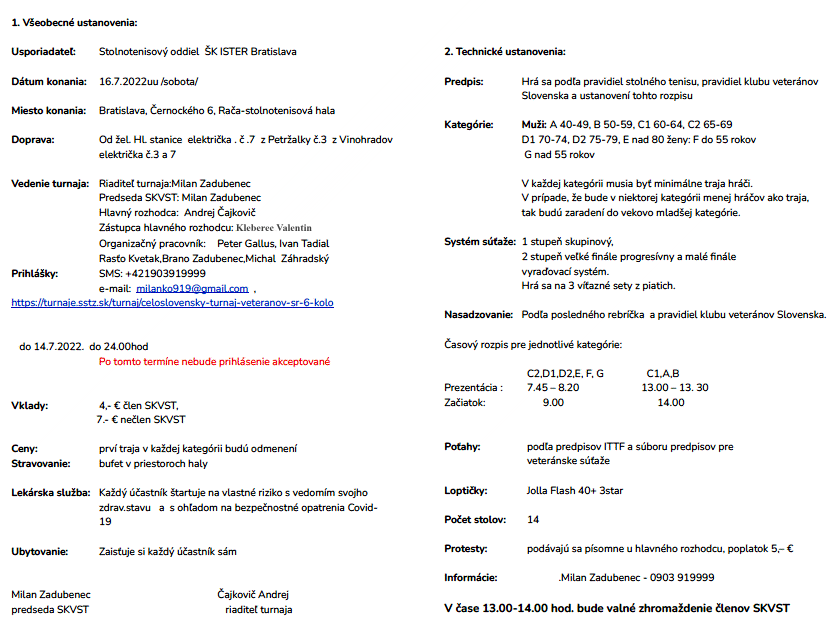 1. Všeobecné ustanovenia:
Usporiadateľ: Stolnotenisový oddiel ŠK ISTER Bratislava
Dátum konania: 16.7.2022uu /sobota/
Miesto konania: Bratislava, Černockého 6, Rača-stolnotenisová hala
Doprava: Od žel. Hl. stanice električka . č .7 z Petržalky č.3 z Vinohradov
električka č.3 a 7
Vedenie turnaja: Riaditeľ turnaja:Milan Zadubenec
Predseda SKVST: Milan Zadubenec
Hlavný rozhodca: Andrej Čajkovič
Zástupca hlavného rozhodcu: Kleberee Valentin
Organizačný pracovník: Peter Gallus, Ivan Tadial
Rasťo Kvetak,Brano Zadubenec,Michal Záhradský
Prihlášky: SMS: +421903919999
e-mail: milanko919@gmail.com ,
https://turnaje.sstz.sk/turnaj/celoslovensky-turnaj-veteranov-sr-6-kolo
do 14.7.2022. do 24.00hod
Po tomto termíne nebude prihlásenie akceptované
Vklady: 4,- € člen SKVST,
7.- € nečlen SKVST
Ceny: prví traja v každej kategórii budú odmenení
Stravovanie: bufet v priestoroch haly
Lekárska služba: Každý účastník štartuje na vlastné riziko s vedomím svojho
zdrav.stavu a s ohľadom na bezpečnostné opatrenia Covid-
19
Ubytovanie: Zaisťuje si každý účastník sám
Milan Zadubenec Čajkovič Andrej
predseda SKVST riaditeľ turnaja
2. Technické ustanovenia:
Predpis: Hrá sa podľa pravidiel stolného tenisu, pravidiel klubu veteránov
Slovenska a ustanovení tohto rozpisu
Kategórie: Muži: A 40-49, B 50-59, C1 60-64, C2 65-69
D1 70-74, D2 75-79, E nad 80 ženy: F do 55 rokov
G nad 55 rokov
V každej kategórii musia byť minimálne traja hráči.
V prípade, že bude v niektorej kategórii menej hráčov ako traja,
tak budú zaradení do vekovo mladšej kategórie.
Systém súťaže: 1 stupeň skupinový,
2 stupeň veľké finále progresívny a malé finále
vyraďovací systém.
Hrá sa na 3 víťazné sety z piatich.
Nasadzovanie: Podľa posledného rebríčka a pravidiel klubu veteránov Slovenska.
Časový rozpis pre jednotlivé kategórie:
C2,D1,D2,E, F, G C1,A,B
Prezentácia : 7.45 – 8.20 13.00 – 13. 30
Začiatok: 9.00 14.00
Poťahy: podľa predpisov ITTF a súboru predpisov pre
veteránske súťaže
Loptičky: Jolla Flash 40+ 3star
Počet stolov: 14
Protesty: podávajú sa písomne u hlavného rozhodcu, poplatok 5,– €
Informácie: .Milan Zadubenec - 0903 919999
V čase 13.00-14.00 hod. bude valné zhromaždenie členov SKVST